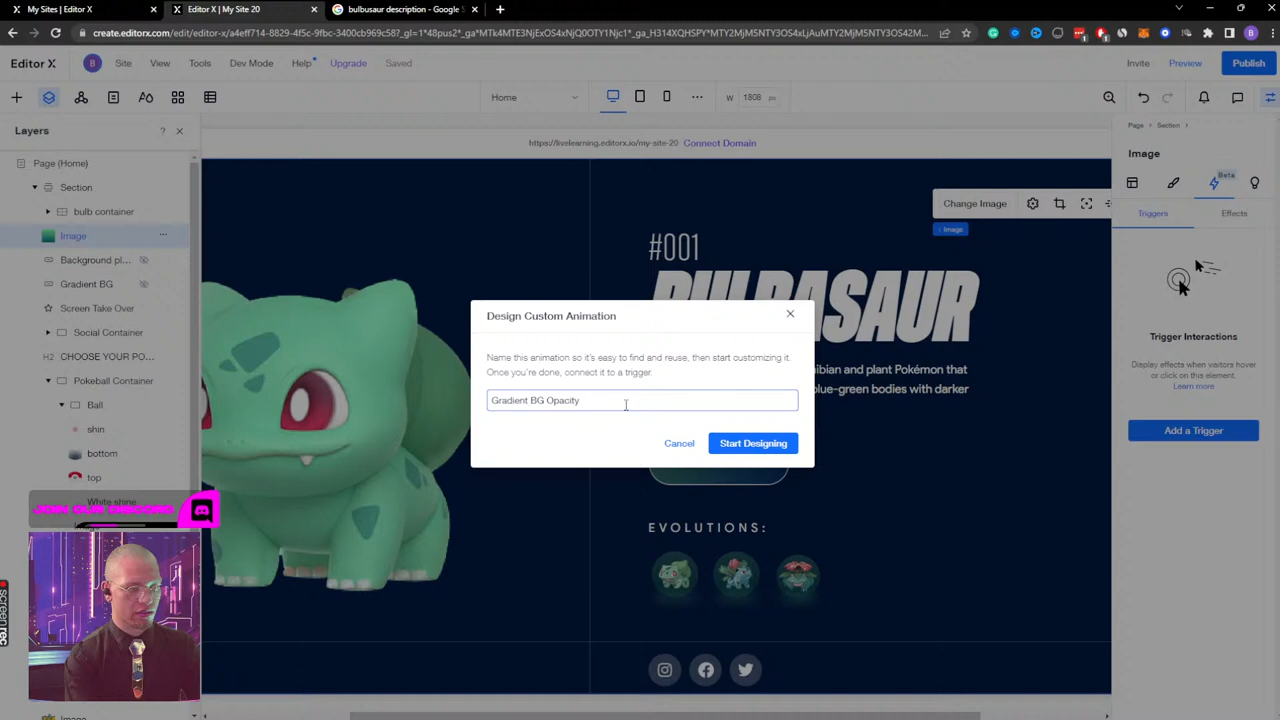 My Sites | Editor X
Editor X | My Site 20
bulbusaur description - Google S
create.editorx.com/edit/editor-x/a4eff714-8829-4f5c-9fbc-3400cb969c58?_gl=1*48pus2*_ga*MTk4MTE3NjExOS4xNjQ0OTY1Njc1*_ga_H314XQHSPY*MTY2MjM5NTY3OS4xNjAuMTY2MjM5NTY3OS42MC4w...
Editor X B Site View Tools Dev Mode Help Upgrade Saved Invite Preview Publish
Home W 1808 px
Layers ?
https://livelearning.editorx.io/my-site-20 Connect Domain
Page (Home)
Section
bulb container
Image
Background pl...
Gradient BG
Screen Take Over
Social Container
H2 CHOOSE YOUR PO...
Pokeball Container
Ball
shin
bottom
top
White shine
JOIN OUR DISCORD
Image
screenrec
Change Image
Image
#001
BULBASAUR
hibian and plant Pokémon that
blue-green bodies with darker
EVOLUTIONS:
Design Custom Animation
Name this animation so it's easy to find and reuse, then start customizing it.
Once you're done, connect it to a trigger.
Gradient BG Opacity
Cancel Start Designing
Page Section
Image
Beta
Triggers Effects
Trigger Interactions
Display effects when visitors hover
or click on this element.
Learn more
Add a Trigger